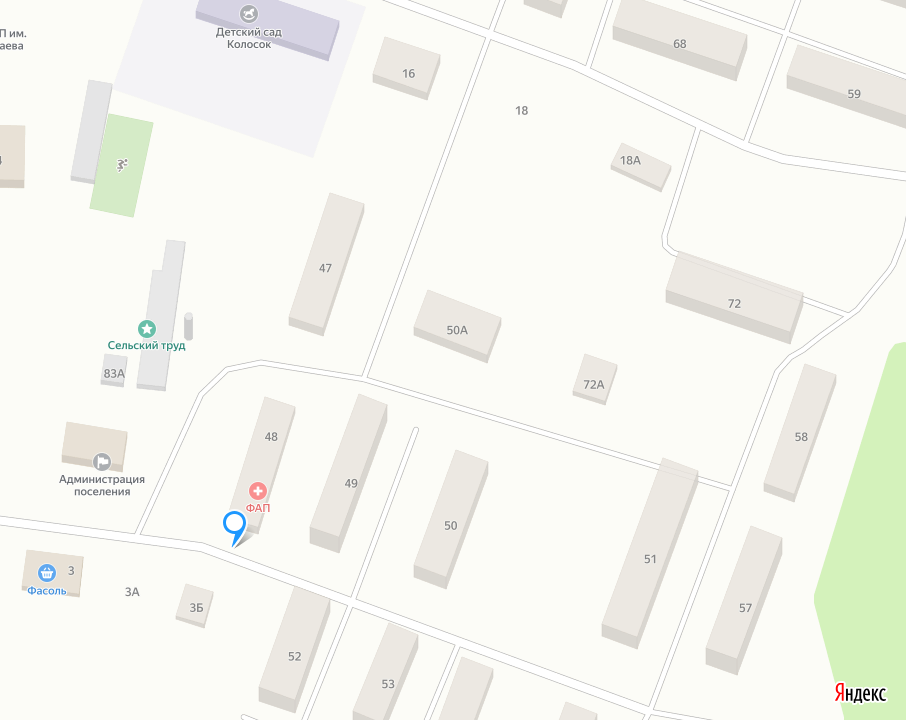 П им.
аева
Детский сад
Колосок
68
16
59
18
18А
47
72
50А
Сельский труд
83А
72А
48
58
Администрация
поселения
49
ФАП
50
51
3
Фасоль
3А
3Б
57
52
53
Яндекс